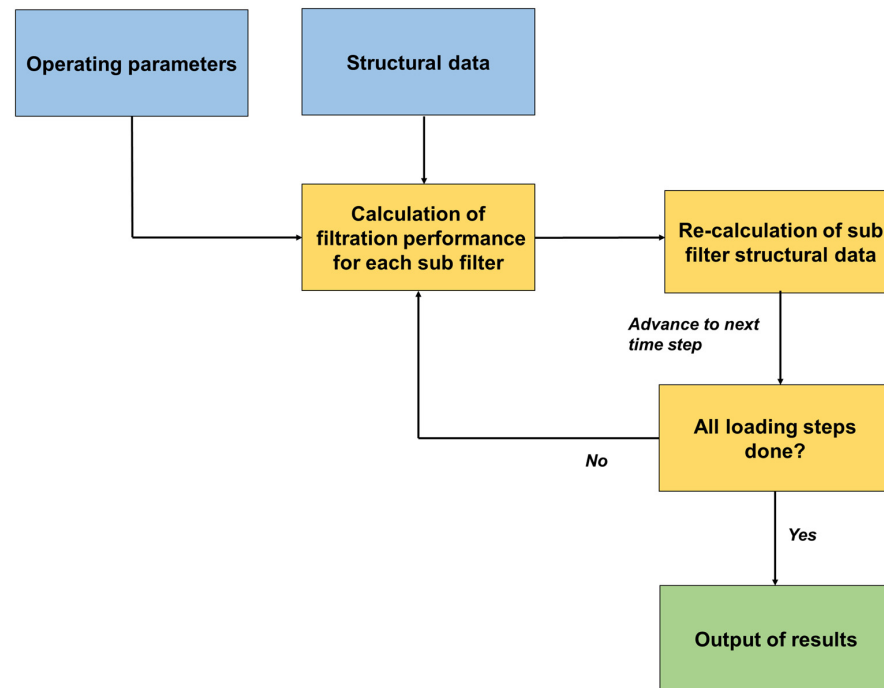 Operating parameters
Structural data
Calculation of
filtration performance
for each sub filter
Re-calculation of sub
filter structural data
Advance to next
time step
All loading steps
done?
No
Yes
Output of results